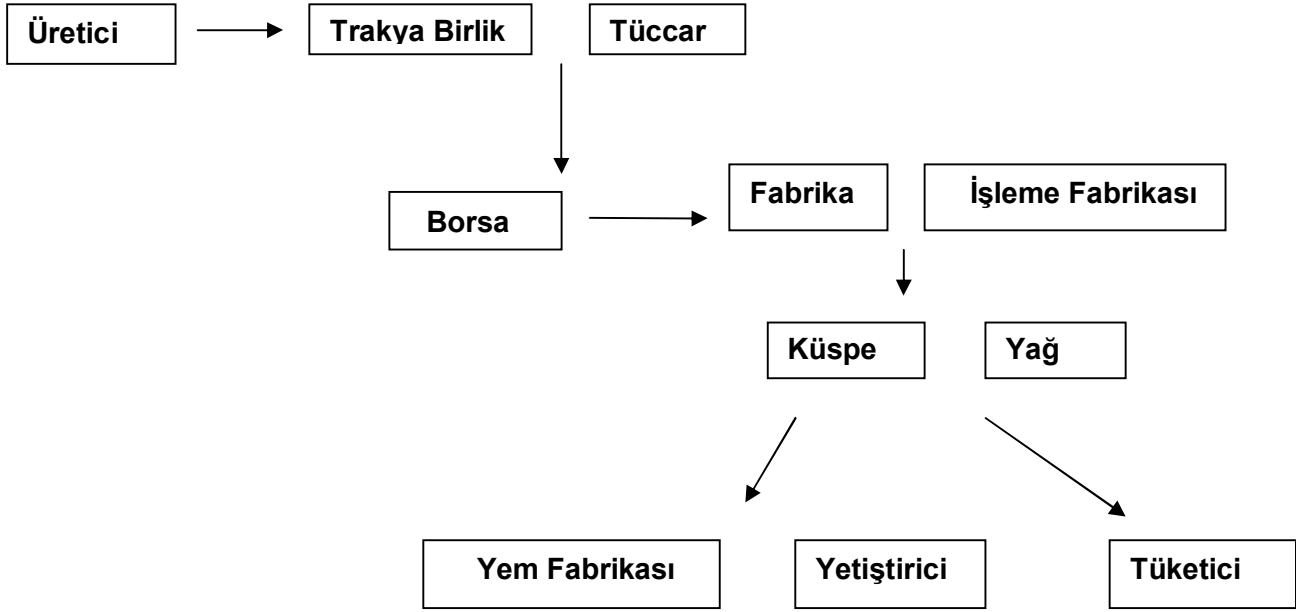 Üretici
Trakya Birlik
Tüccar
Borsa
Fabrika
İşleme Fabrikası
Küspe
Yağ
Yem Fabrikası
Yetiştirici
Tüketici